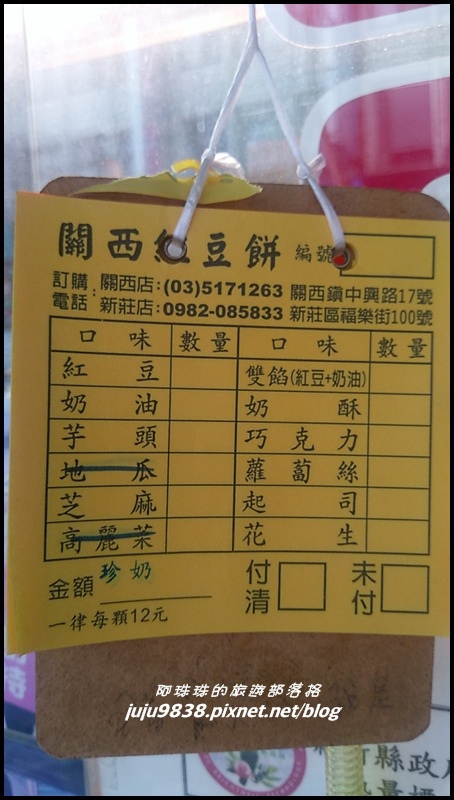 關西紅豆餅 編號
訂購電話：關西店：(03)5171263 關西鎮中興路17號
新莊店：0982-085833 新莊區福樂街100號
口味 數量 口味 數量
紅豆 雙餡(紅豆+奶油)
奶油 奶酥
芋頭 巧克力
地瓜 蘿蔔絲
芝麻 起司
高麗菜 花生
珍奶
金額 付清 未付
一律每顆12元
阿珠珠的旅遊部落格
juju9838.pixnet.net/blog
縣政府